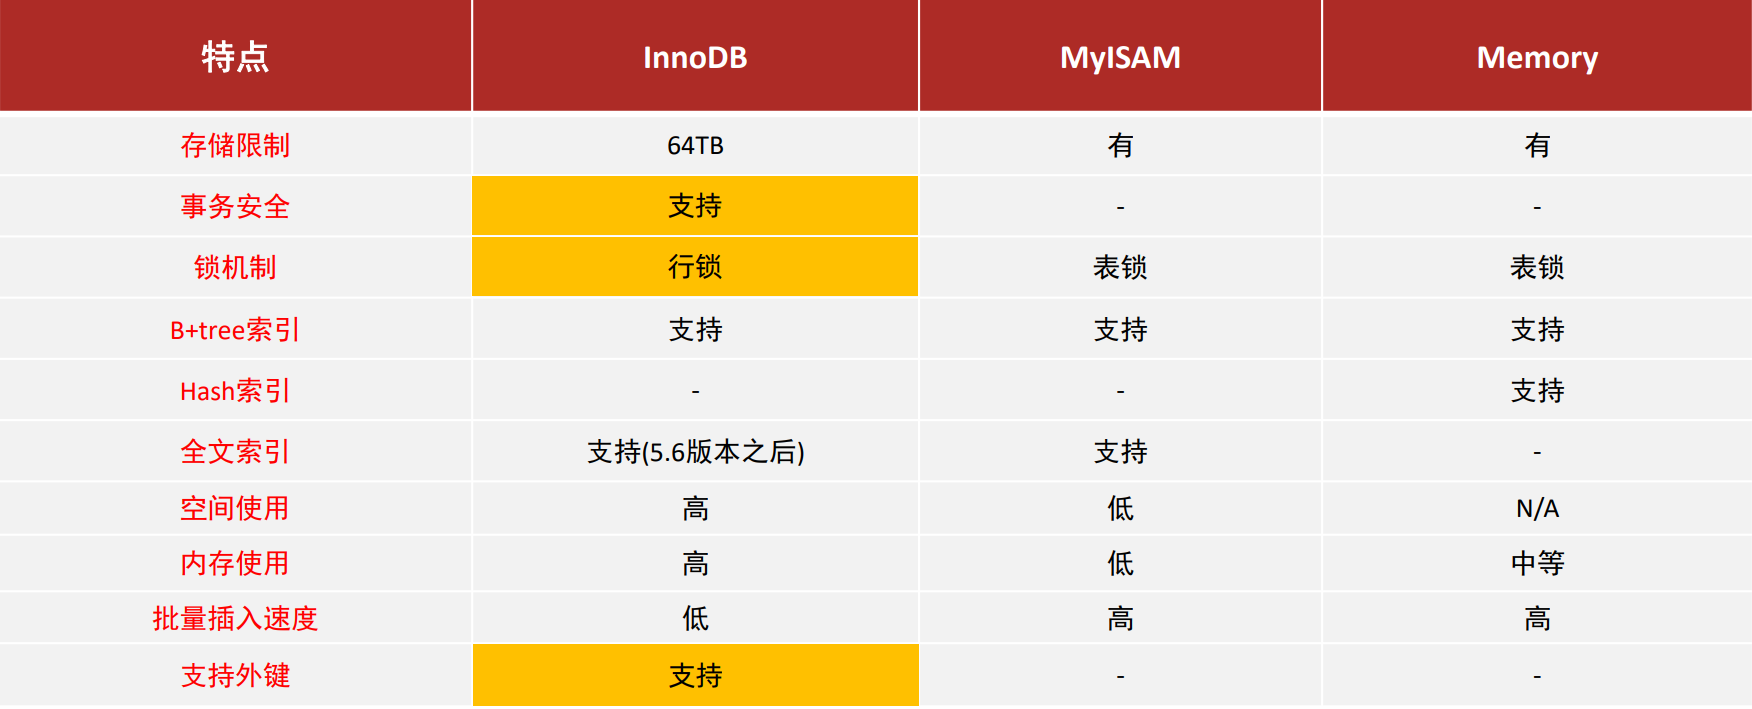 特点 InnoDB MyISAM Memory
存储限制 64TB 有 有
事务安全 支持 - -
锁机制 行锁 表锁 表锁
B+tree索引 支持 支持 支持
Hash索引 - - 支持
全文索引 支持(5.6版本之后) 支持 -
空间使用 高 低 N/A
内存使用 高 低 中等
批量插入速度 低 高 高
支持外键 支持 - -